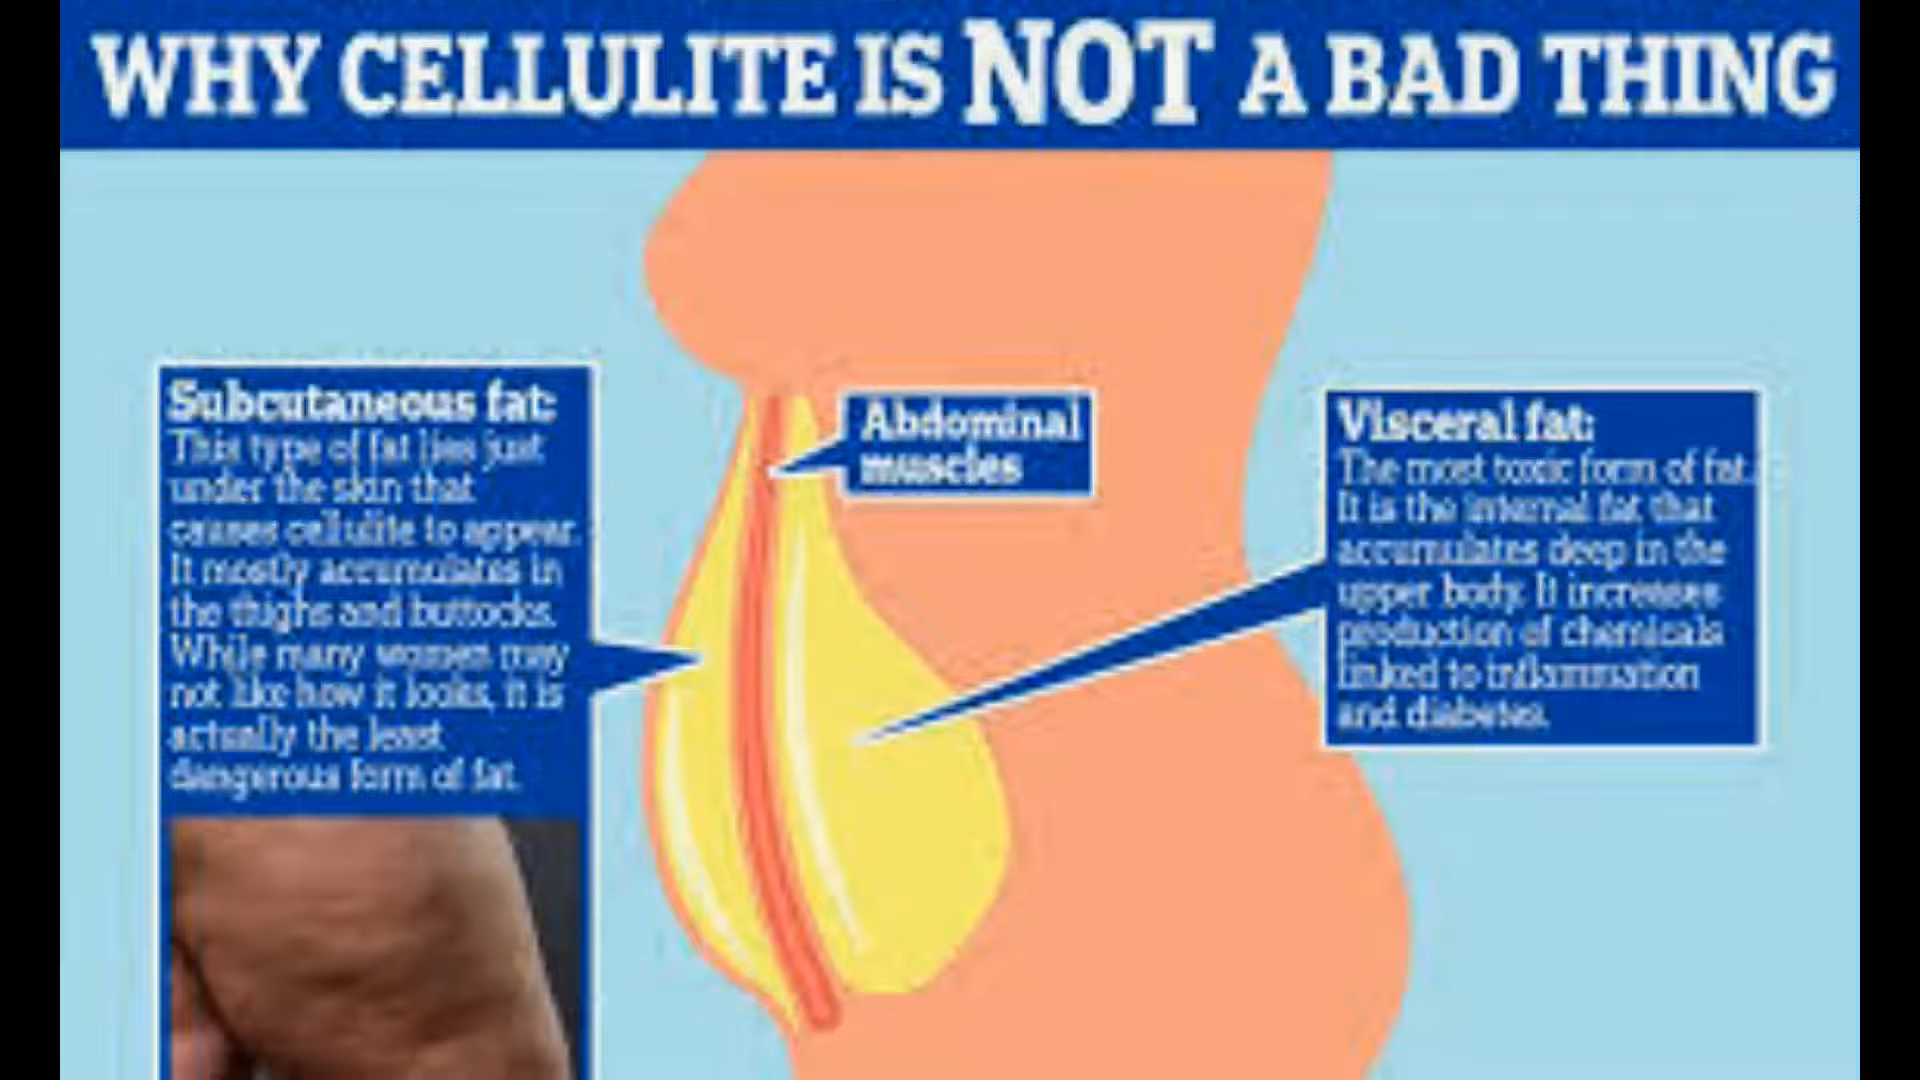 WHY CELLULITE IS NOT A BAD THING
Subcutaneous fat:
This type of fat lies just
under the skin that
causes cellulite to appear.
It mostly accumulates in
the thighs and buttocks.
While many women may
not like how it looks, it is
actually the least
dangerous form of fat.
Abdominal
muscles
Visceral fat:
The most toxic form of fat.
It is the internal fat that
accumulates deep in the
upper body. It increases
production of chemicals
linked to inflammation
and diabetes.